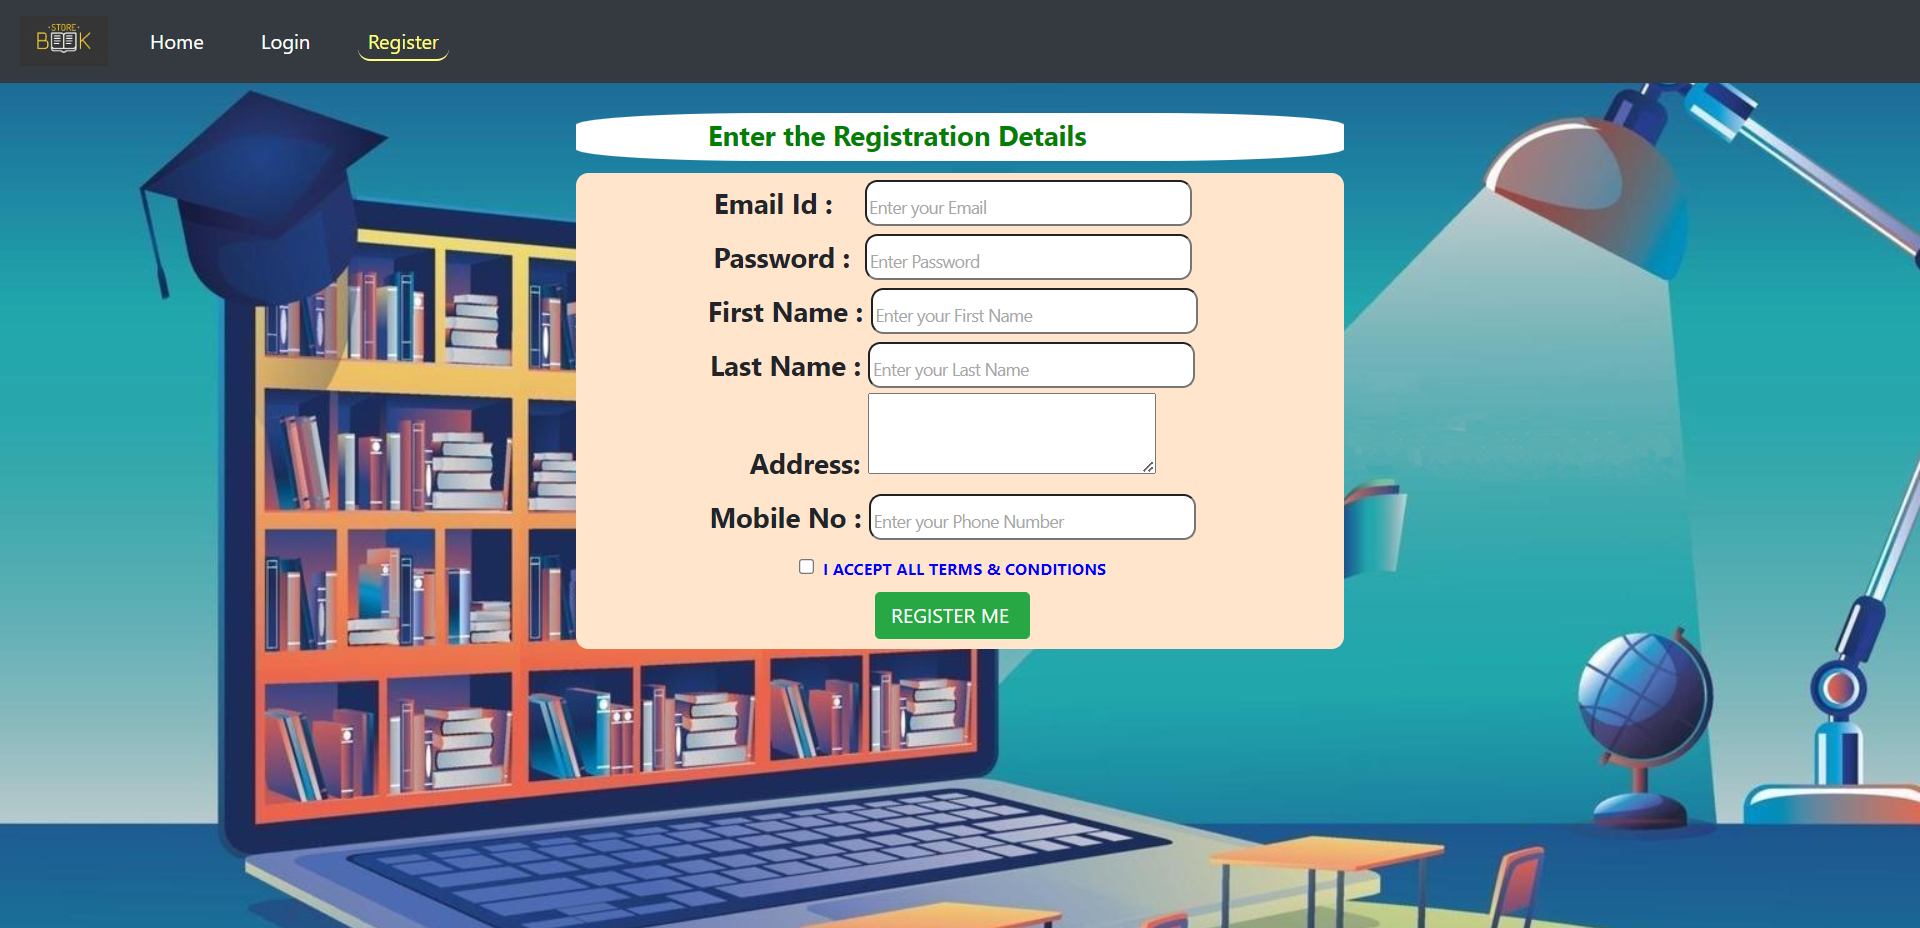 STORE
BOOK
Home
Login
Register
Enter the Registration Details
Email Id :
Enter your Email
Password :
Enter Password
First Name :
Enter your First Name
Last Name :
Enter your Last Name
Address:
Mobile No :
Enter your Phone Number
I ACCEPT ALL TERMS & CONDITIONS
REGISTER ME